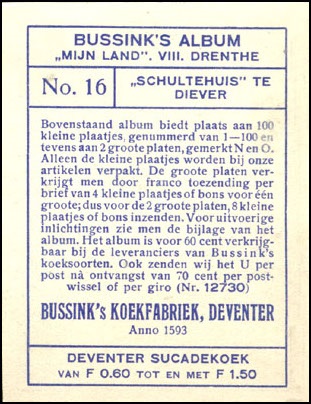 BUSSINK'S ALBUM
„MIJN LAND". VIII. DRENTHE
No. 16
„SCHULTEHUIS" TE
DIEVER
Bovenstaand album biedt plaats aan 100
kleine plaatjes, genummerd van 1—100 en
tevens aan 2 groote platen, gemerkt N en O.
Alleen de kleine plaatjes worden bij onze
artikelen verpakt. De groote platen ver-
krijgt men door franco toezending per
brief van 4 kleine plaatjes of bons voor één
groote; dus voor de 2 groote platen, 8 kleine
plaatjes of bons inzenden. Voor uitvoerige
inlichtingen zie men de bijlage van het
album. Het album is voor 60 cent verkrijg-
baar bij de leveranciers van Bussink's
koeksoorten. Ook zenden wij het U per
post nà ontvangst van 70 cent per post-
wissel of per giro (Nr. 12730)
BUSSINK's KOEKFABRIEK, DEVENTER
Anno 1593
DEVENTER SUCADEKOEK
VAN F 0.60 TOT EN MET F 1.50